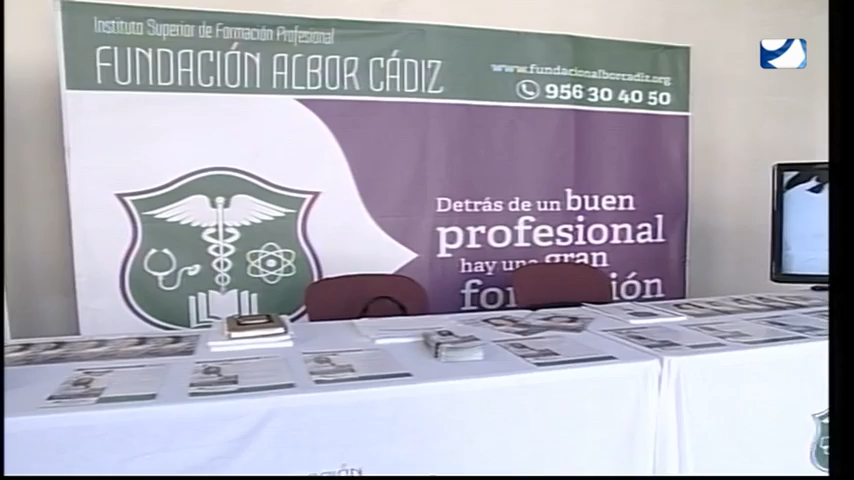 Instituto Superior de Formación Profesional
FUNDACIÓN ALBOR CÁDIZ
www.fundacionalborcadiz.org
956 30 40 50
Detrás de un buen
profesional
hay una gran